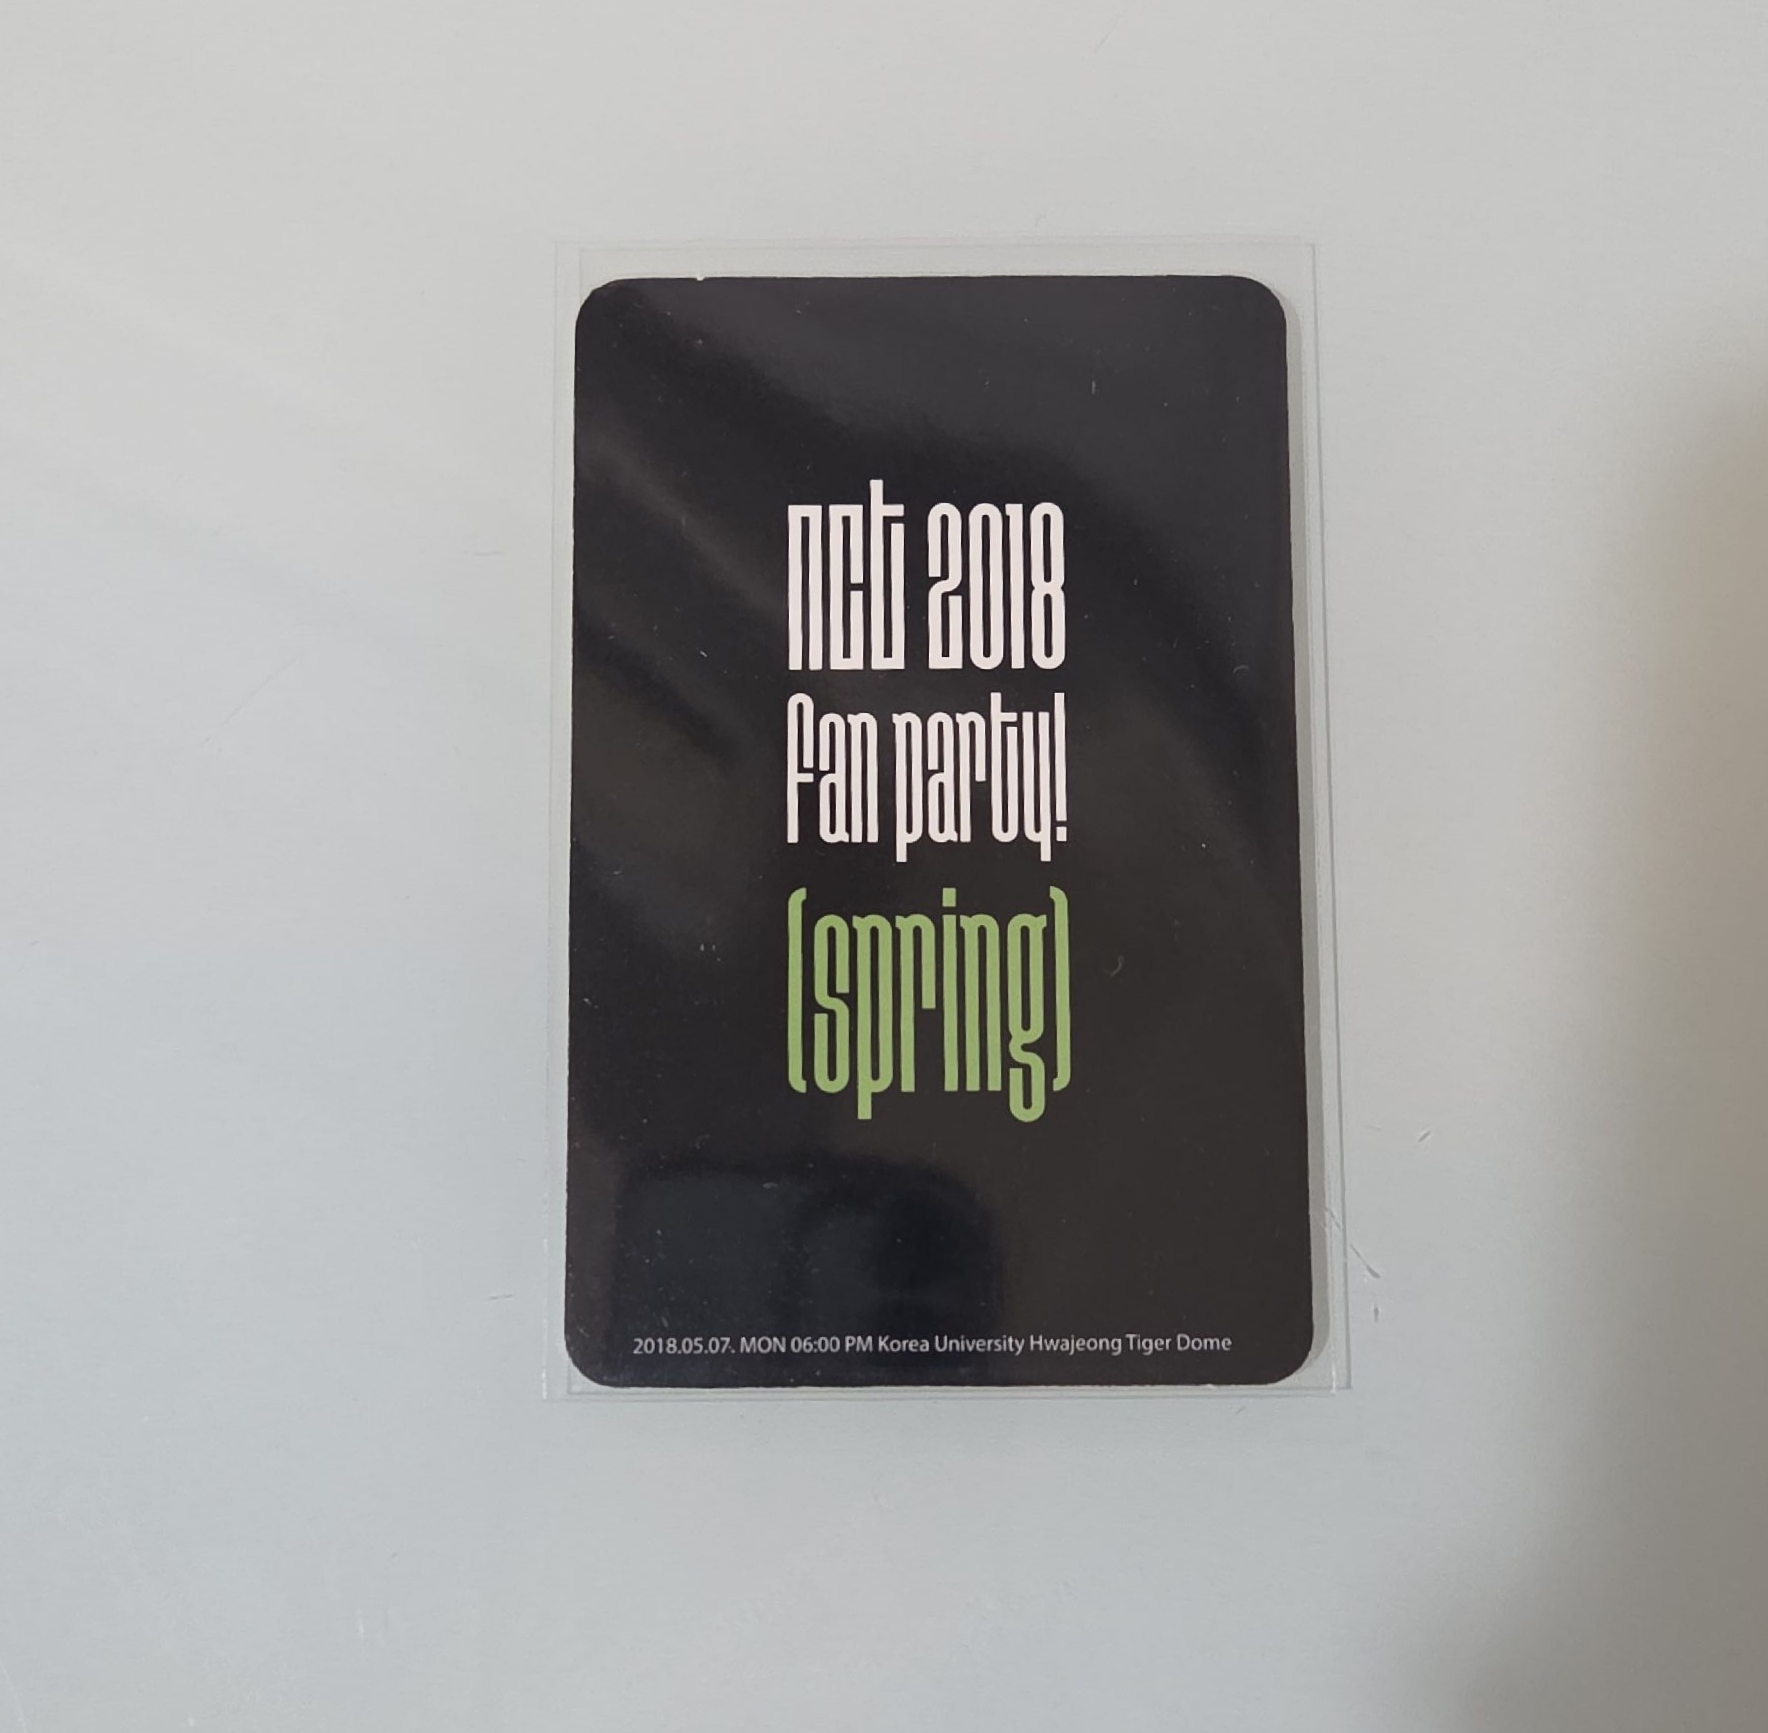 nct 2018
fan party!
(spring)
2018.05.07. MON 06:00 PM Korea University Hwajeong Tiger Dome